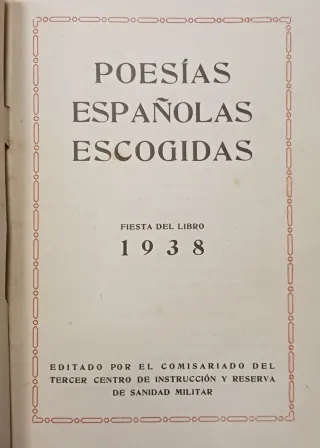 POESÍAS
ESPAÑOLAS
ESCOGIDAS
FIESTA DEL LIBRO
1938
EDITADO POR EL COMISARIADO DEL
TERCER CENTRO DE INSTRUCCIÓN Y RESERVA
DE SANIDAD MILITAR